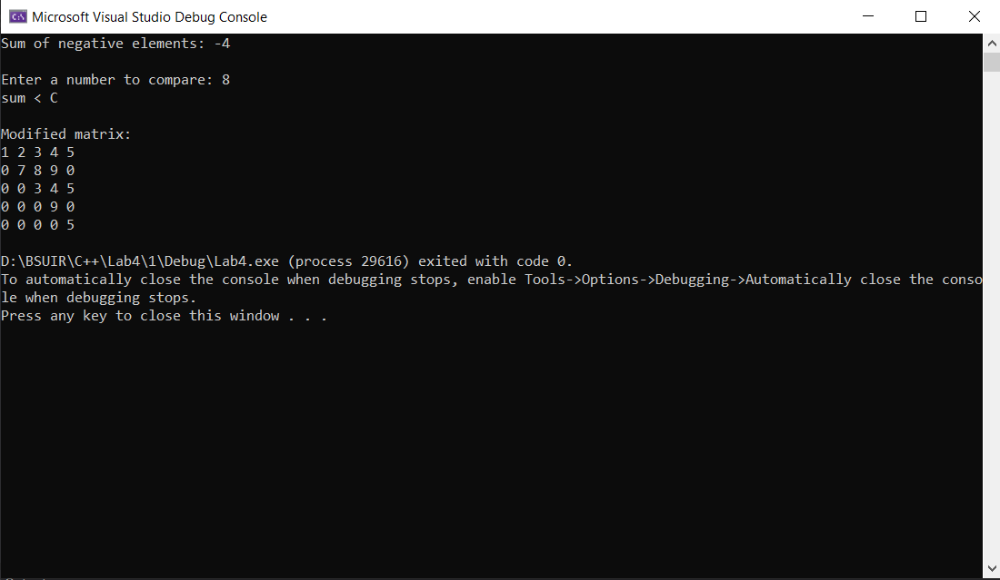 Microsoft Visual Studio Debug Console
Sum of negative elements: -4
Enter a number to compare: 8
sum < C
Modified matrix:
1 2 3 4 5
0 7 8 9 0
0 0 3 4 5
0 0 0 9 0
0 0 0 0 5
D:\BSUIR\C++\Lab4\1\Debug\Lab4.exe (process 29616) exited with code 0.
To automatically close the console when debugging stops, enable Tools->Options->Debugging->Automatically close the conso
le when debugging stops.
Press any key to close this window . . .